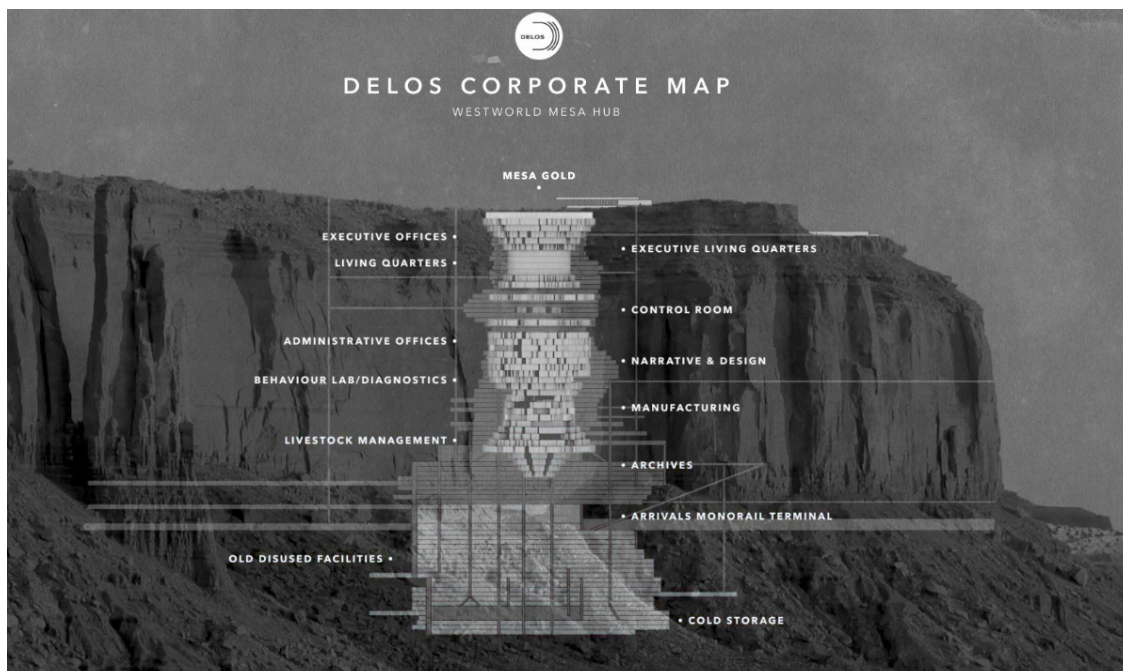 DELOS
DELOS CORPORATE MAP
WESTWORLD MESA HUB
MESA GOLD
EXECUTIVE OFFICES •
• EXECUTIVE LIVING QUARTERS
LIVING QUARTERS •
• CONTROL ROOM
ADMINISTRATIVE OFFICES •
• NARRATIVE & DESIGN
BEHAVIOUR LAB/DIAGNOSTICS •
• MANUFACTURING
LIVESTOCK MANAGEMENT •
• ARCHIVES
• ARRIVALS MONORAIL TERMINAL
OLD DISUSED FACILITIES •
• COLD STORAGE